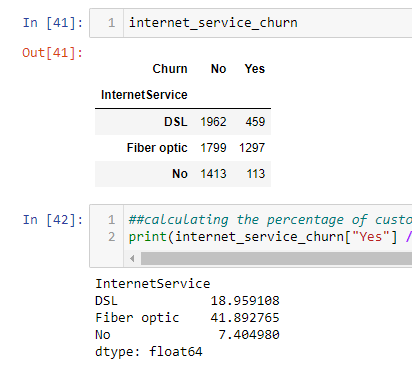 In [41]: 1 internet_service_churn
Out[41]:
Churn No Yes
InternetService
DSL 1962 459
Fiber optic 1799 1297
No 1413 113
In [42]: 1 ##calculating the percentage of custo
2 print(internet_service_churn["Yes"] /
InternetService
DSL 18.959108
Fiber optic 41.892765
No 7.404980
dtype: float64